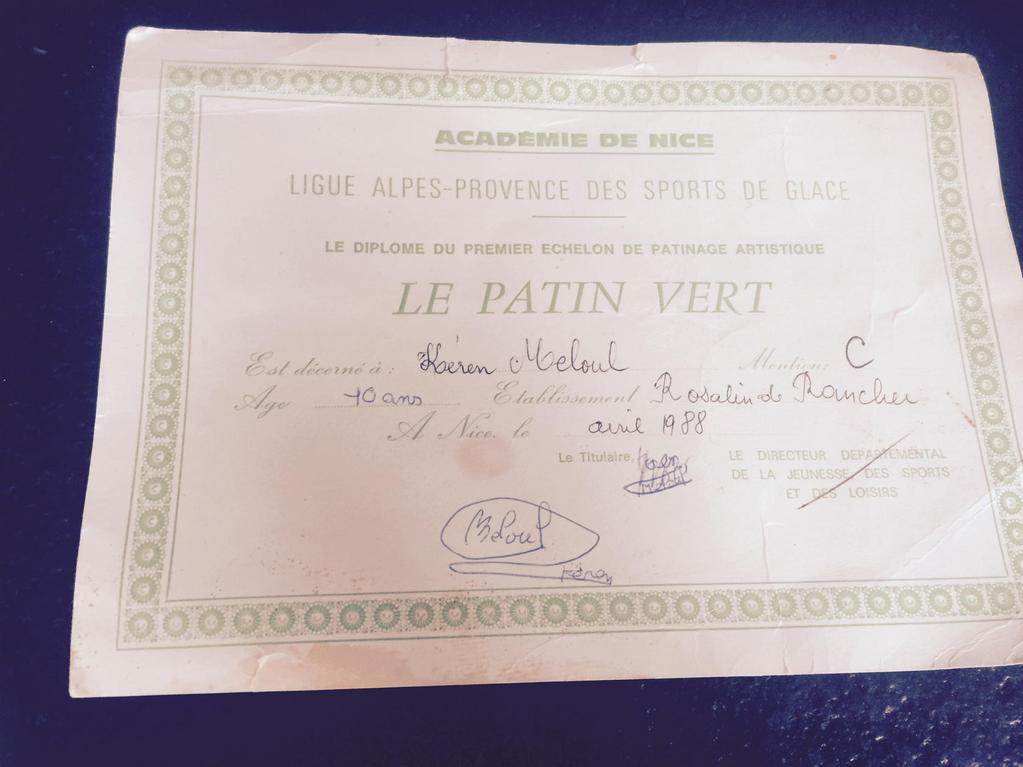 ACADÉMIE DE NICE
LIGUE ALPES-PROVENCE DES SPORTS DE GLACE
LE DIPLOME DU PREMIER ECHELON DE PATINAGE ARTISTIQUE
LE PATIN VERT
Est décerné à : Kéren Meloul Mention: C
Age 10 ans Etablissement Rosalinde Rancher
A Nice, le avril 1988
Le Titulaire, LE DIRECTEUR DEPARTEMENTAL
DE LA JEUNESSE DES SPORTS
ET DES LOISIRS
Meloul
Keren